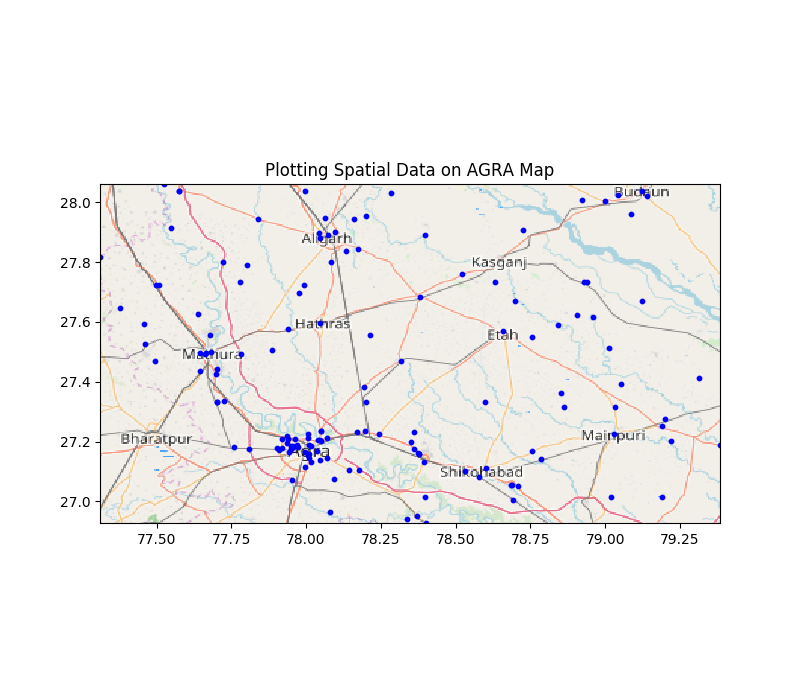 Plotting Spatial Data on AGRA Map
28.0
Budaun
Aligarh
27.8
Kasganj
27.6
Hathras
Etah
Mathura
27.4
Bharatpur
Mainpuri
27.2
Agra
Shikohabad
27.0
77.50 77.75 78.00 78.25 78.50 78.75 79.00 79.25